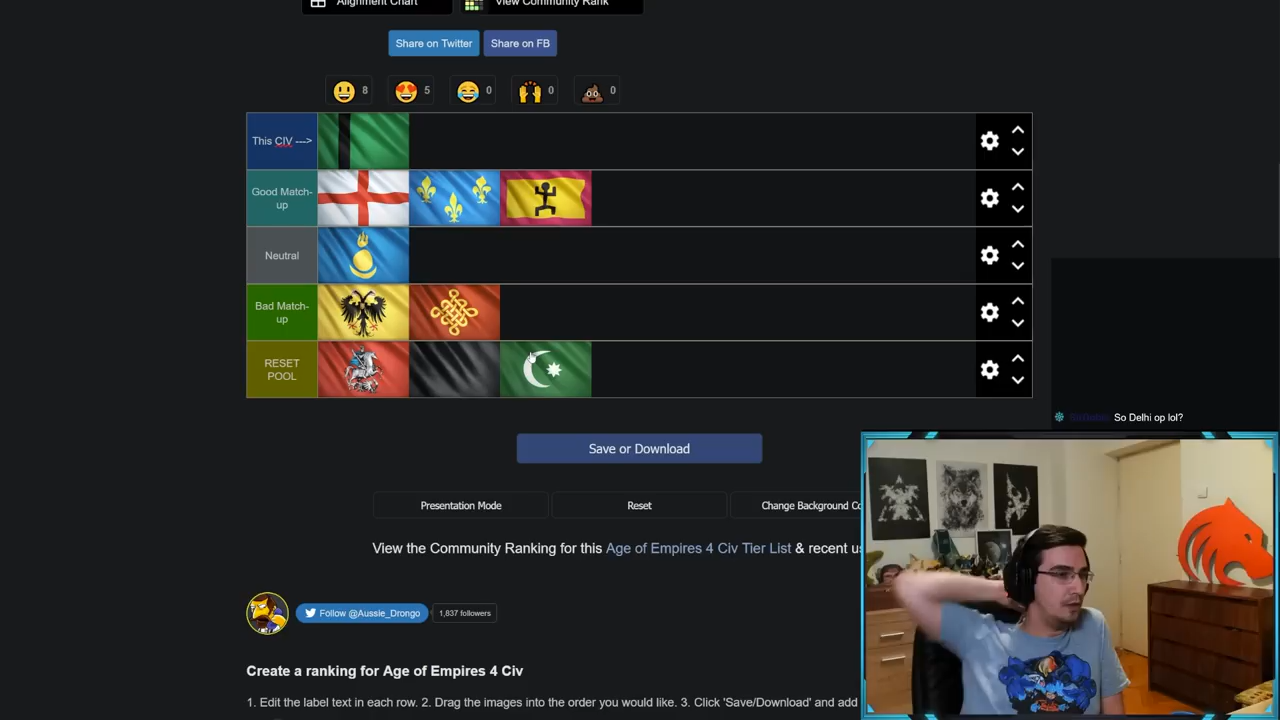 Alignment Chart
View Community Rank
Share on Twitter
Share on FB
8
5
0
0
0
This CIV --->
Good Match-
up
Neutral
Bad Match-
up
RESET
POOL
So Delhi op lol?
Save or Download
Presentation Mode
Reset
Change Background Co
View the Community Ranking for this Age of Empires 4 Civ Tier List & recent us
Follow @Aussie_Drongo
1,837 followers
Create a ranking for Age of Empires 4 Civ
1. Edit the label text in each row. 2. Drag the images into the order you would like. 3. Click 'Save/Download' and add